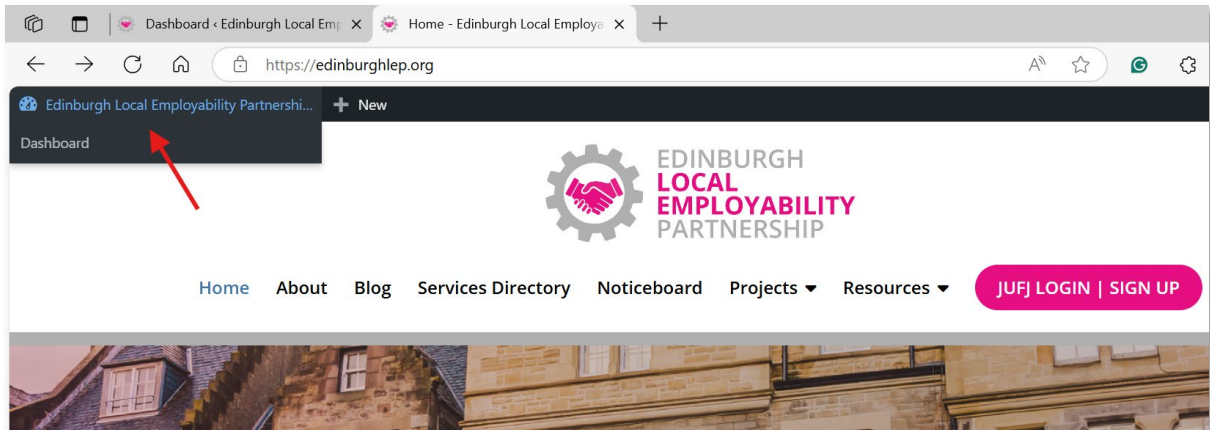 Dashboard ‹ Edinburgh Local Emp
Home - Edinburgh Local Employa
https://edinburghlep.org
Edinburgh Local Employability Partnershi...
New
Dashboard
EDINBURGH
LOCAL
EMPLOYABILITY
PARTNERSHIP
Home About Blog Services Directory Noticeboard Projects Resources JUFJ LOGIN | SIGN UP